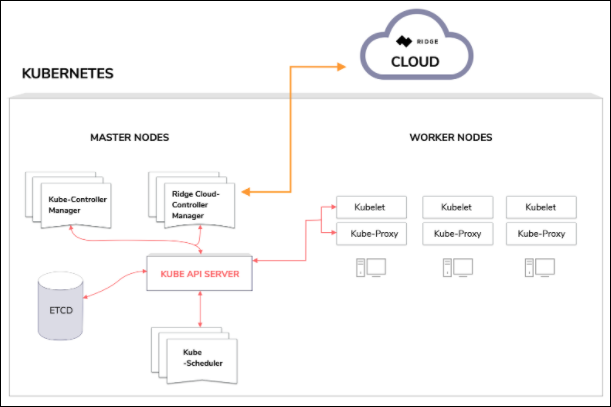 RIDGE
CLOUD
KUBERNETES
MASTER NODES
WORKER NODES
Kube-Controller
Manager
Ridge Cloud-
Controller
Manager
Kubelet
Kubelet
Kubelet
Kube-Proxy
Kube-Proxy
Kube-Proxy
KUBE API SERVER
ETCD
Kube
-Scheduler